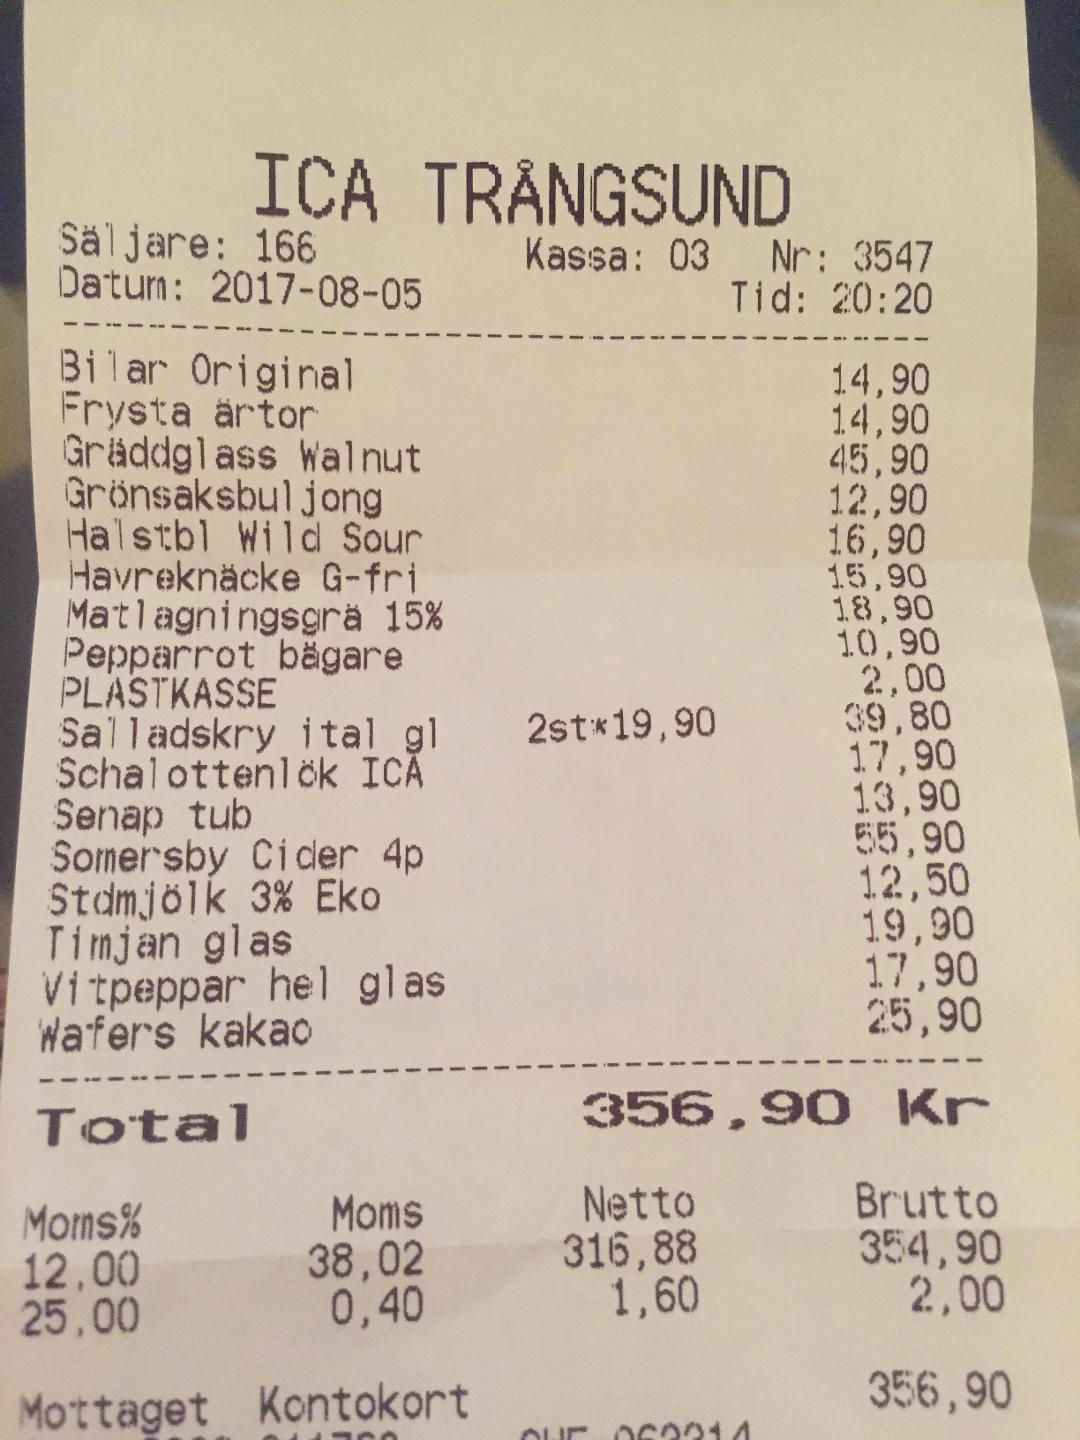 ICA TRÅNGSUND
Säljare: 166 Kassa: 03 Nr: 3547
Datum: 2017-08-05 Tid: 20:20
Bilar Original 14,90
Frysta ärtor 14,90
Gräddglass Walnut 45,90
Grönsaksbuljong 12,90
Halstbl Wild Sour 16,90
Havreknäcke G-fri 15,90
Matlagningsgrä 15% 18,90
Pepparrot bägare 10,90
PLASTKASSE 2,00
Salladskry ital gl 2st*19,90 39,80
Schalottenlök ICA 17,90
Senap tub 13,90
Somersby Cider 4p 55,90
Stdmjölk 3% Eko 12,50
Timjan glas 19,90
Vitpeppar hel glas 17,90
Wafers kakao 25,90
Total 356,90 Kr
Moms% Moms Netto Brutto
12,00 38,02 316,88 354,90
25,00 0,40 1,60 2,00
Mottaget Kontokort 356,90